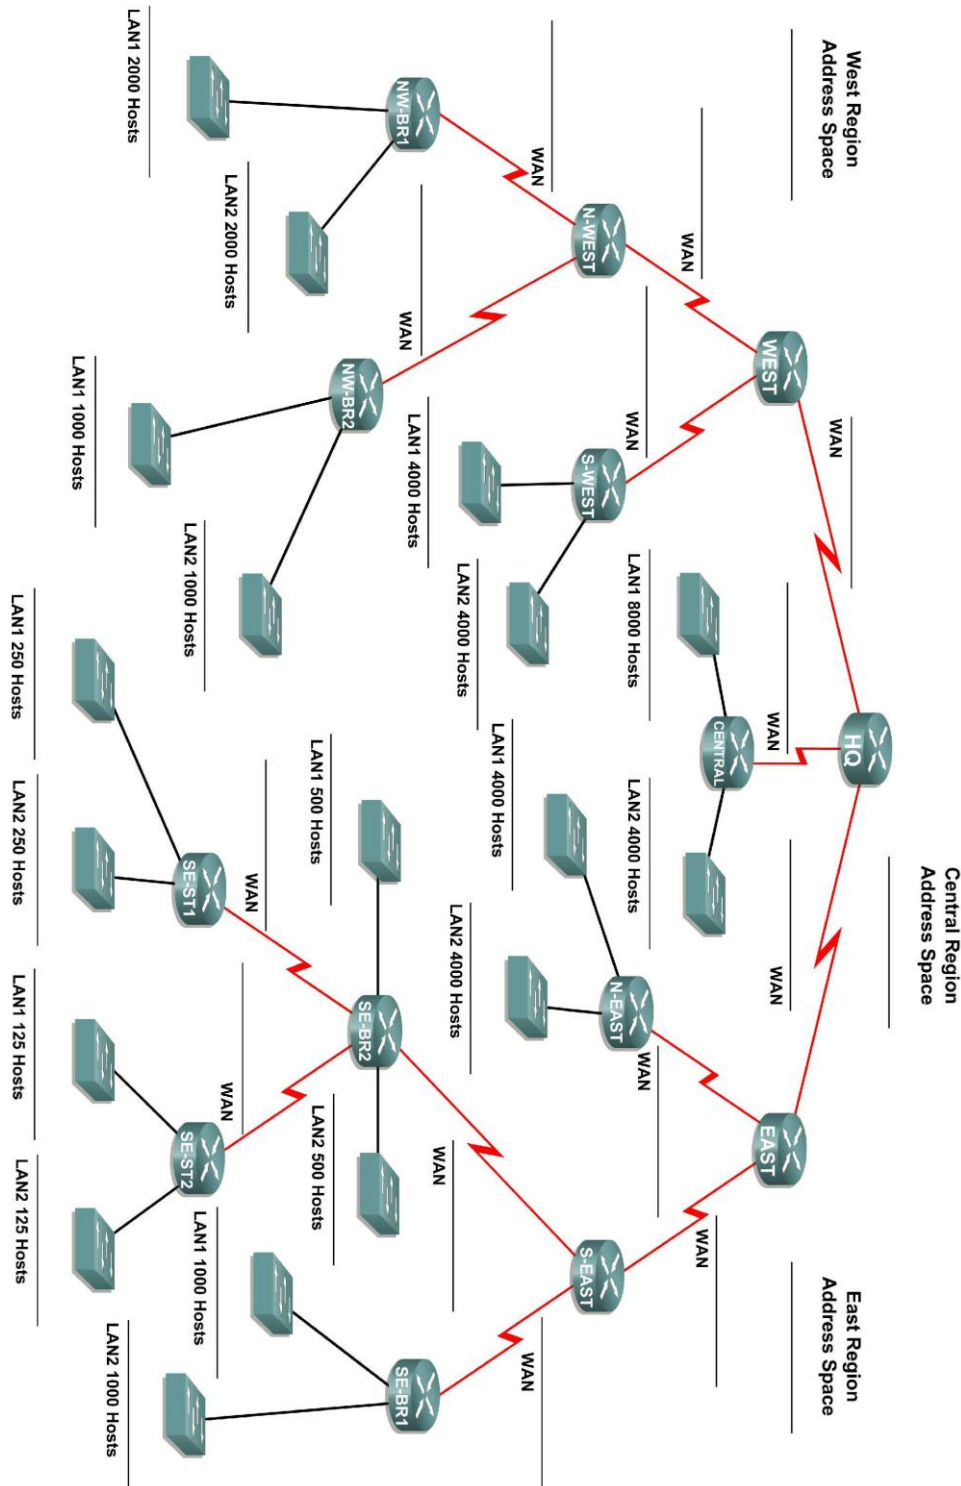 Central Region
Address Space
West Region
Address Space
East Region
Address Space
HQ
WAN
WAN
WAN
WEST
EAST
CENTRAL
WAN
WAN
WAN
LAN1 8000 Hosts
LAN2 4000 Hosts
WAN
N-WEST
S-WEST
N-EAST
S-EAST
WAN
WAN
LAN1 4000 Hosts
LAN2 4000 Hosts
LAN1 4000 Hosts
LAN2 4000 Hosts
WAN
WAN
NW-BR1
NW-BR2
SE-BR2
SE-BR1
LAN1 500 Hosts
LAN2 500 Hosts
WAN
WAN
LAN1 2000 Hosts
LAN2 2000 Hosts
SE-ST1
SE-ST2
LAN1 1000 Hosts
LAN2 1000 Hosts
LAN1 1000 Hosts
LAN2 1000 Hosts
LAN1 250 Hosts
LAN2 250 Hosts
LAN1 125 Hosts
LAN2 125 Hosts